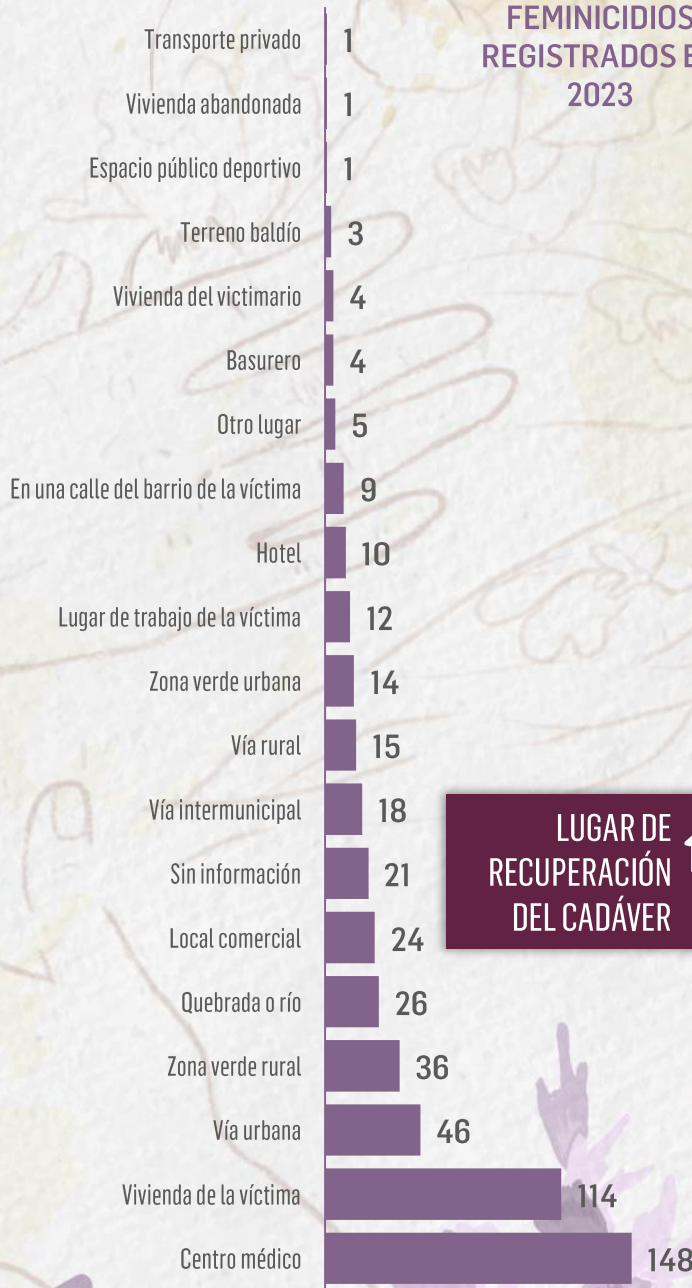 FEMINICIDIOS
REGISTRADOS E
2023
Transporte privado 1
Vivienda abandonada 1
Espacio público deportivo 1
Terreno baldío 3
Vivienda del victimario 4
Basurero 4
Otro lugar 5
En una calle del barrio de la víctima 9
Hotel 10
Lugar de trabajo de la víctima 12
Zona verde urbana 14
Vía rural 15
Vía intermunicipal 18
Sin información 21
Local comercial 24
LUGAR DE
RECUPERACIÓN
DEL CADÁVER
Quebrada o río 26
Zona verde rural 36
Vía urbana 46
Vivienda de la víctima 114
Centro médico 148